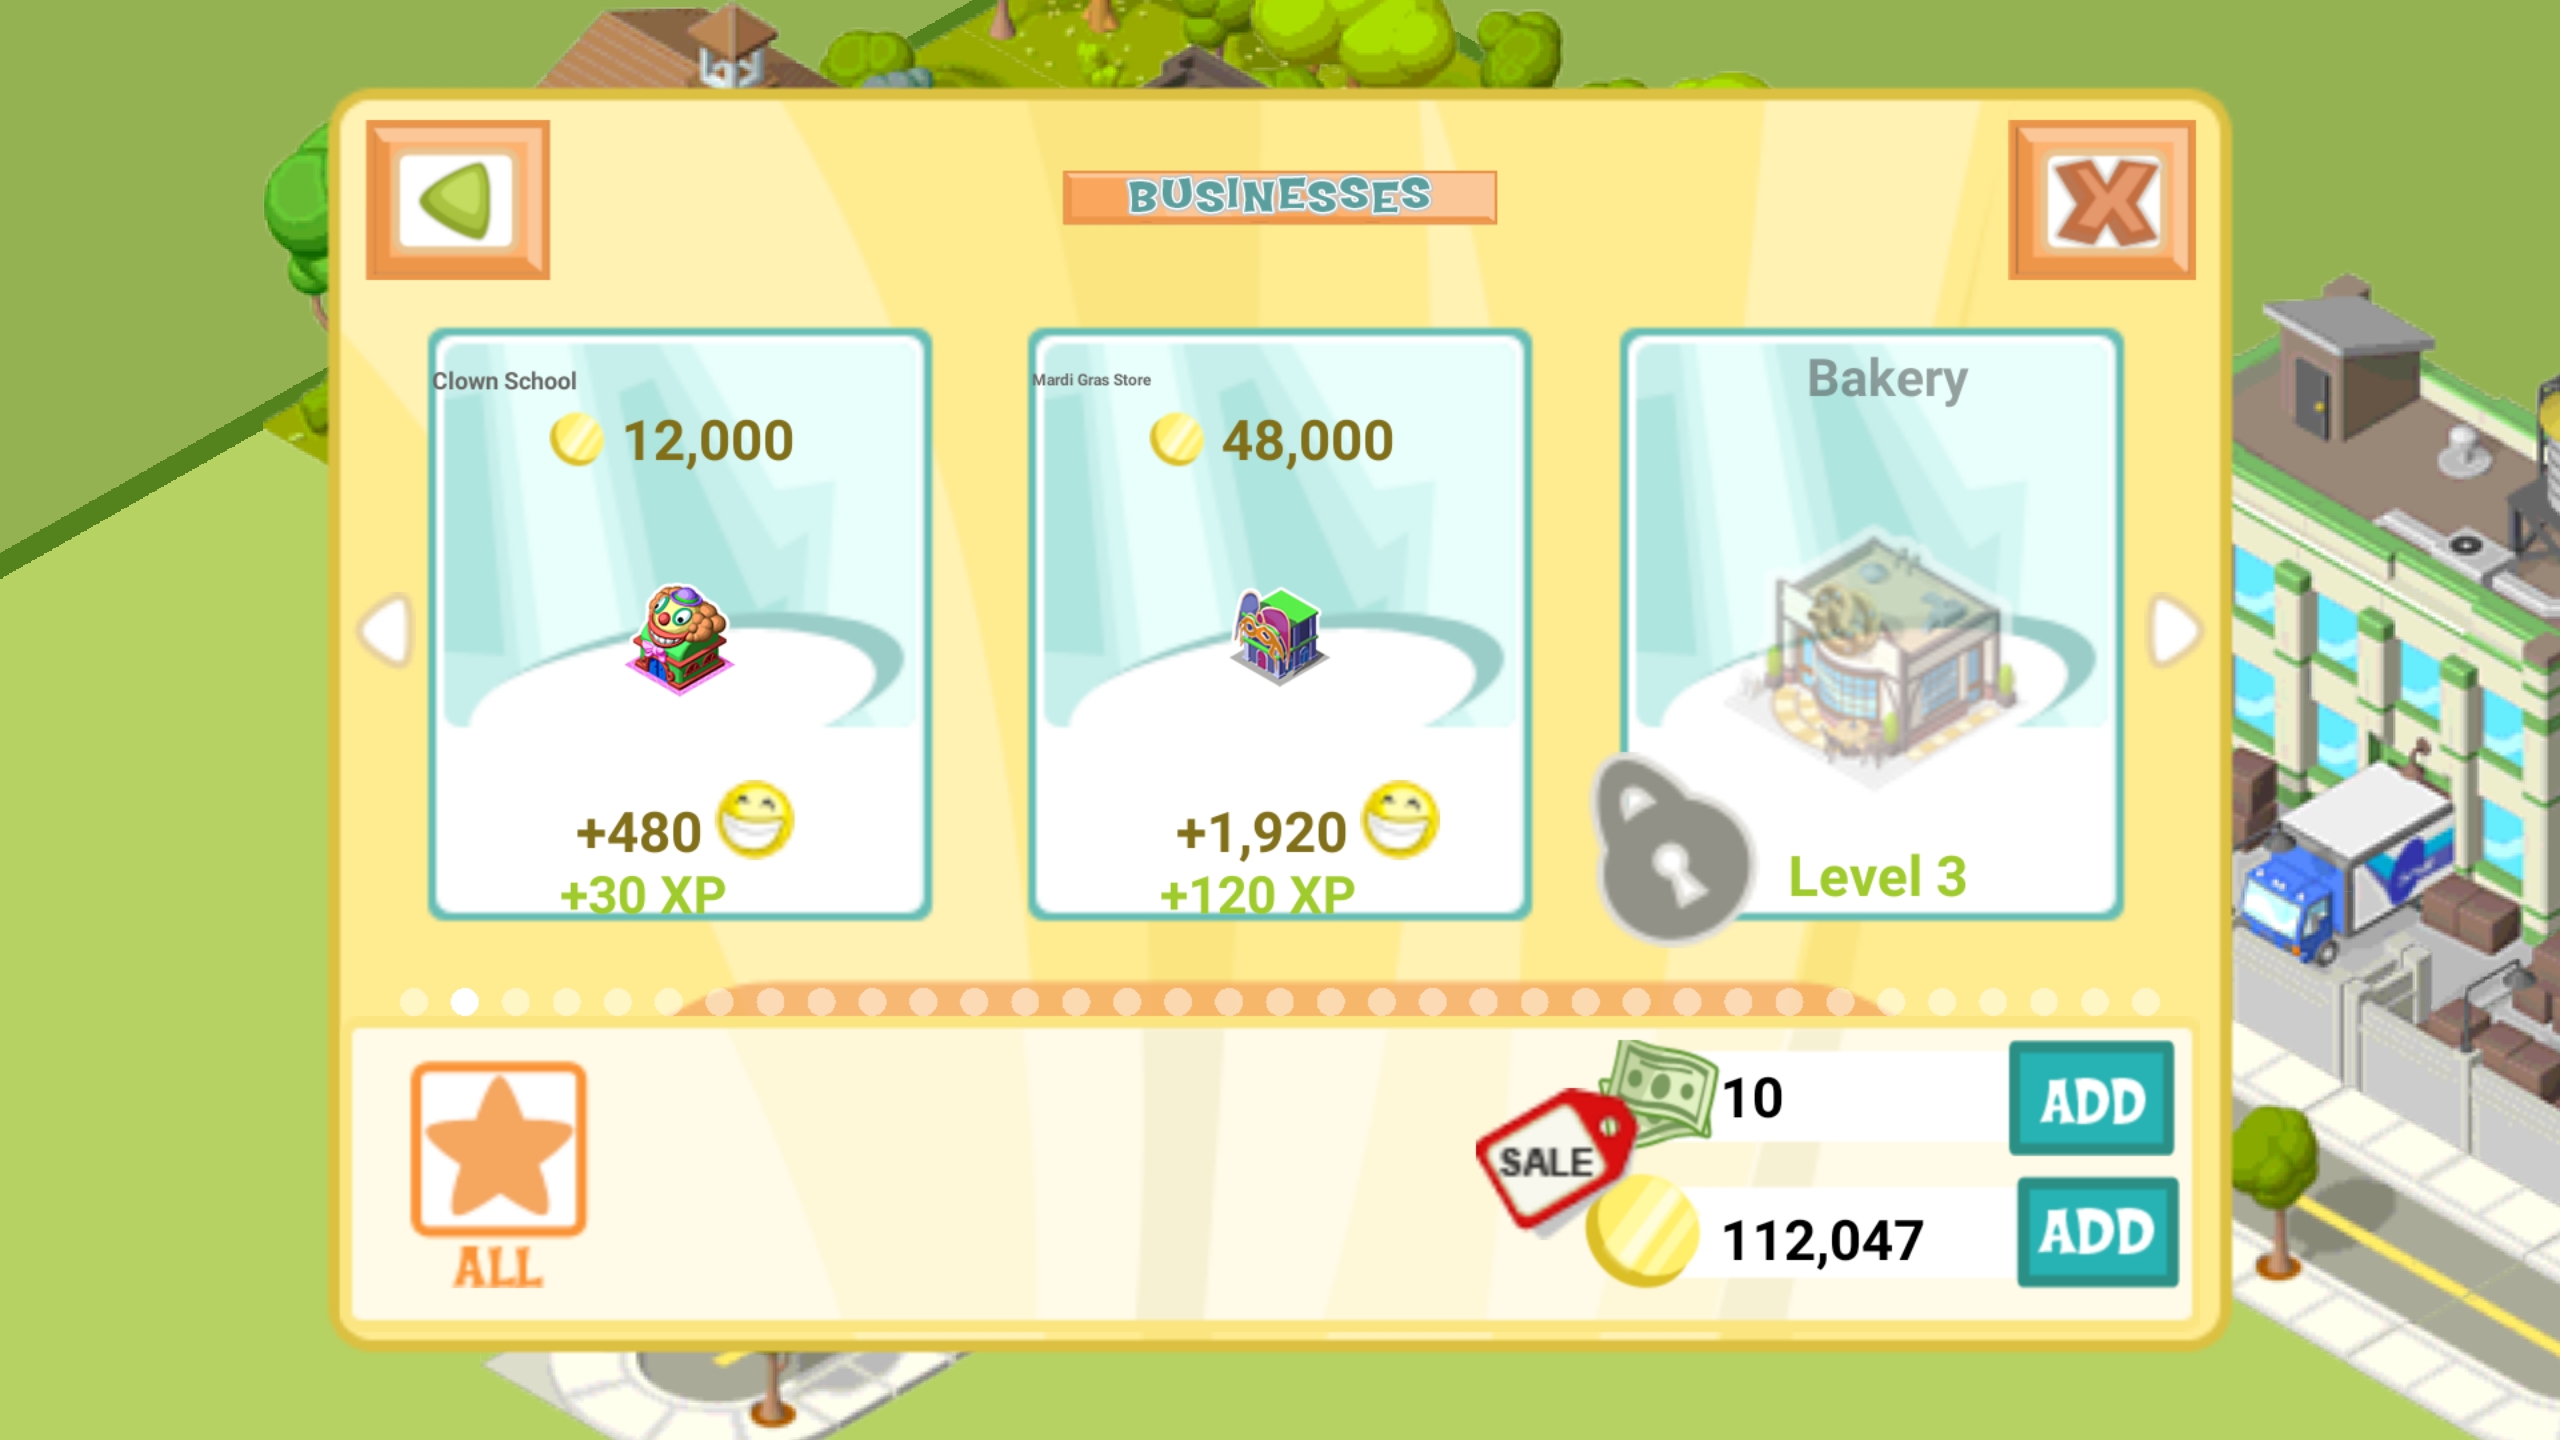 BUSINESSES
Clown School
12,000
+480
+30 XP
Mardi Gras Store
48,000
+1,920
+120 XP
Bakery
Level 3
ALL
SALE
10
ADD
112,047
ADD